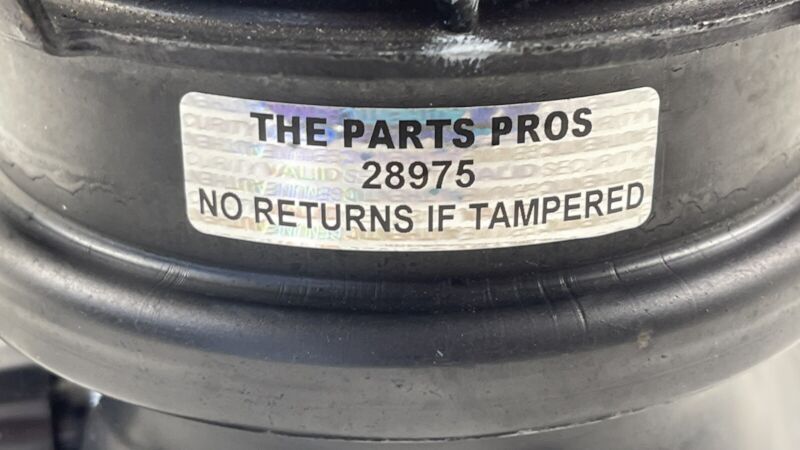 THE PARTS PROS
28975
NO RETURNS IF TAMPERED